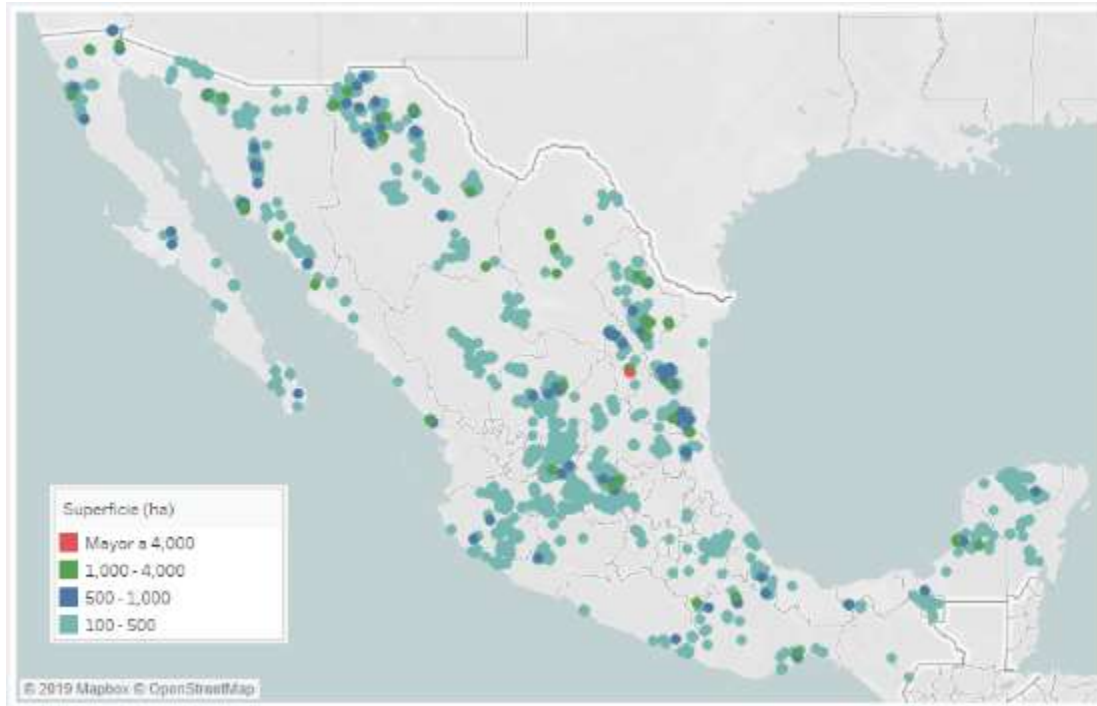 Superficie (ha)
Mayor a 4,000
1,000 - 4,000
500 - 1,000
100 - 500
© 2019 Mapbox © OpenStreetMap